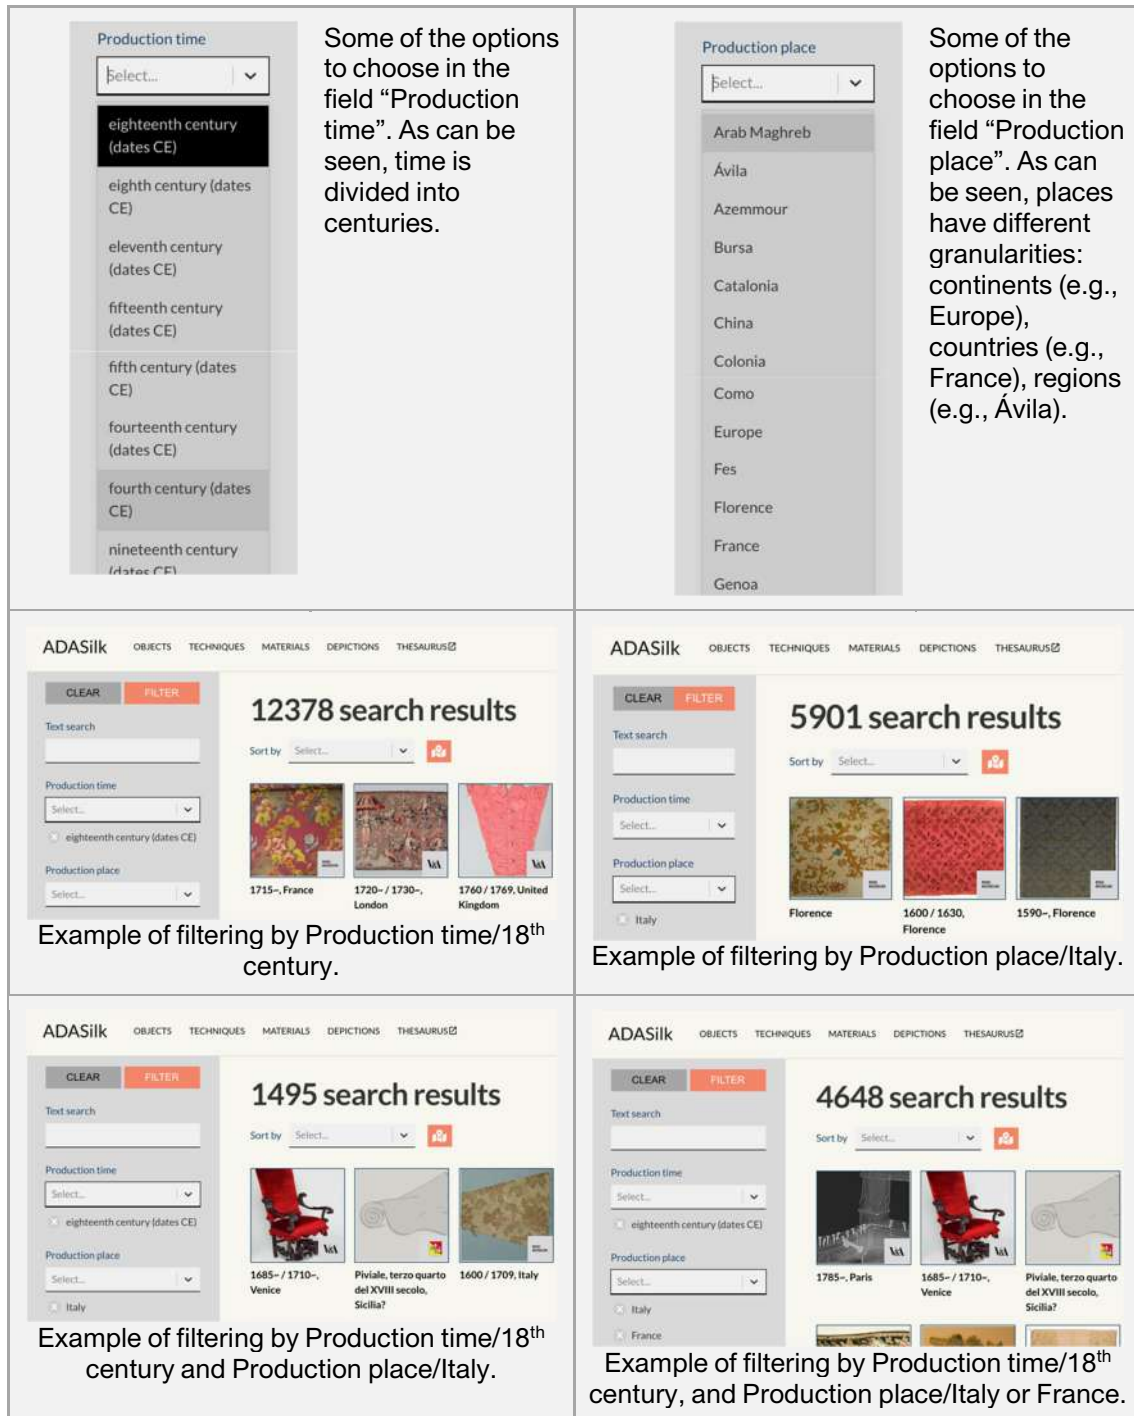 Production time
Select...
eighteenth century
(dates CE)
eighth century (dates
CE)
eleventh century
(dates CE)
fifteenth century
(dates CE)
fifth century (dates
CE)
fourteenth century
(dates CE)
fourth century (dates
CE)
nineteenth century
(dates CE)
Some of the options
to choose in the
field “Production
time”. As can be
seen, time is
divided into
centuries.
Production place
Select...
Arab Maghreb
Ávila
Azemmour
Bursa
Catalonia
China
Colonia
Como
Europe
Fes
Florence
France
Genoa
Some of the
options to
choose in the
field “Production
place”. As can
be seen, places
have different
granularities:
continents (e.g.,
Europe),
countries (e.g.,
France), regions
(e.g., Ávila).
ADASilk OBJECTS TECHNIQUES MATERIALS DEPICTIONS THESAURUS
CLEAR FILTER
Text search
Production time
Select...
eighteenth century (dates CE)
Production place
Select...
12378 search results
Sort by Select...
V&A
V&A
1715~, France
1720~ / 1730~,
London
1760 / 1769, United
Kingdom
Example of filtering by Production time/18th
century.
ADASilk OBJECTS TECHNIQUES MATERIALS DEPICTIONS THESAURUS
CLEAR FILTER
Text search
Production time
Select...
Production place
Select...
Italy
5901 search results
Sort by Select...
Florence
1600 / 1630,
Florence
1590~, Florence
Example of filtering by Production place/Italy.
ADASilk OBJECTS TECHNIQUES MATERIALS DEPICTIONS THESAURUS
CLEAR FILTER
Text search
Production time
Select...
eighteenth century (dates CE)
Production place
Select...
Italy
1495 search results
Sort by Select...
V&A
1685~ / 1710~,
Venice
Piviale, terzo quarto
del XVIII secolo,
Sicilia?
1600 / 1709, Italy
Example of filtering by Production time/18th
century and Production place/Italy.
ADASilk OBJECTS TECHNIQUES MATERIALS DEPICTIONS THESAURUS
CLEAR FILTER
Text search
Production time
Select...
eighteenth century (dates CE)
Production place
Select...
Italy
France
4648 search results
Sort by Select...
V&A
V&A
1785~, Paris
1685~ / 1710~,
Venice
Piviale, terzo quarto
del XVIII secolo,
Sicilia?
Example of filtering by Production time/18th
century, and Production place/Italy or France.